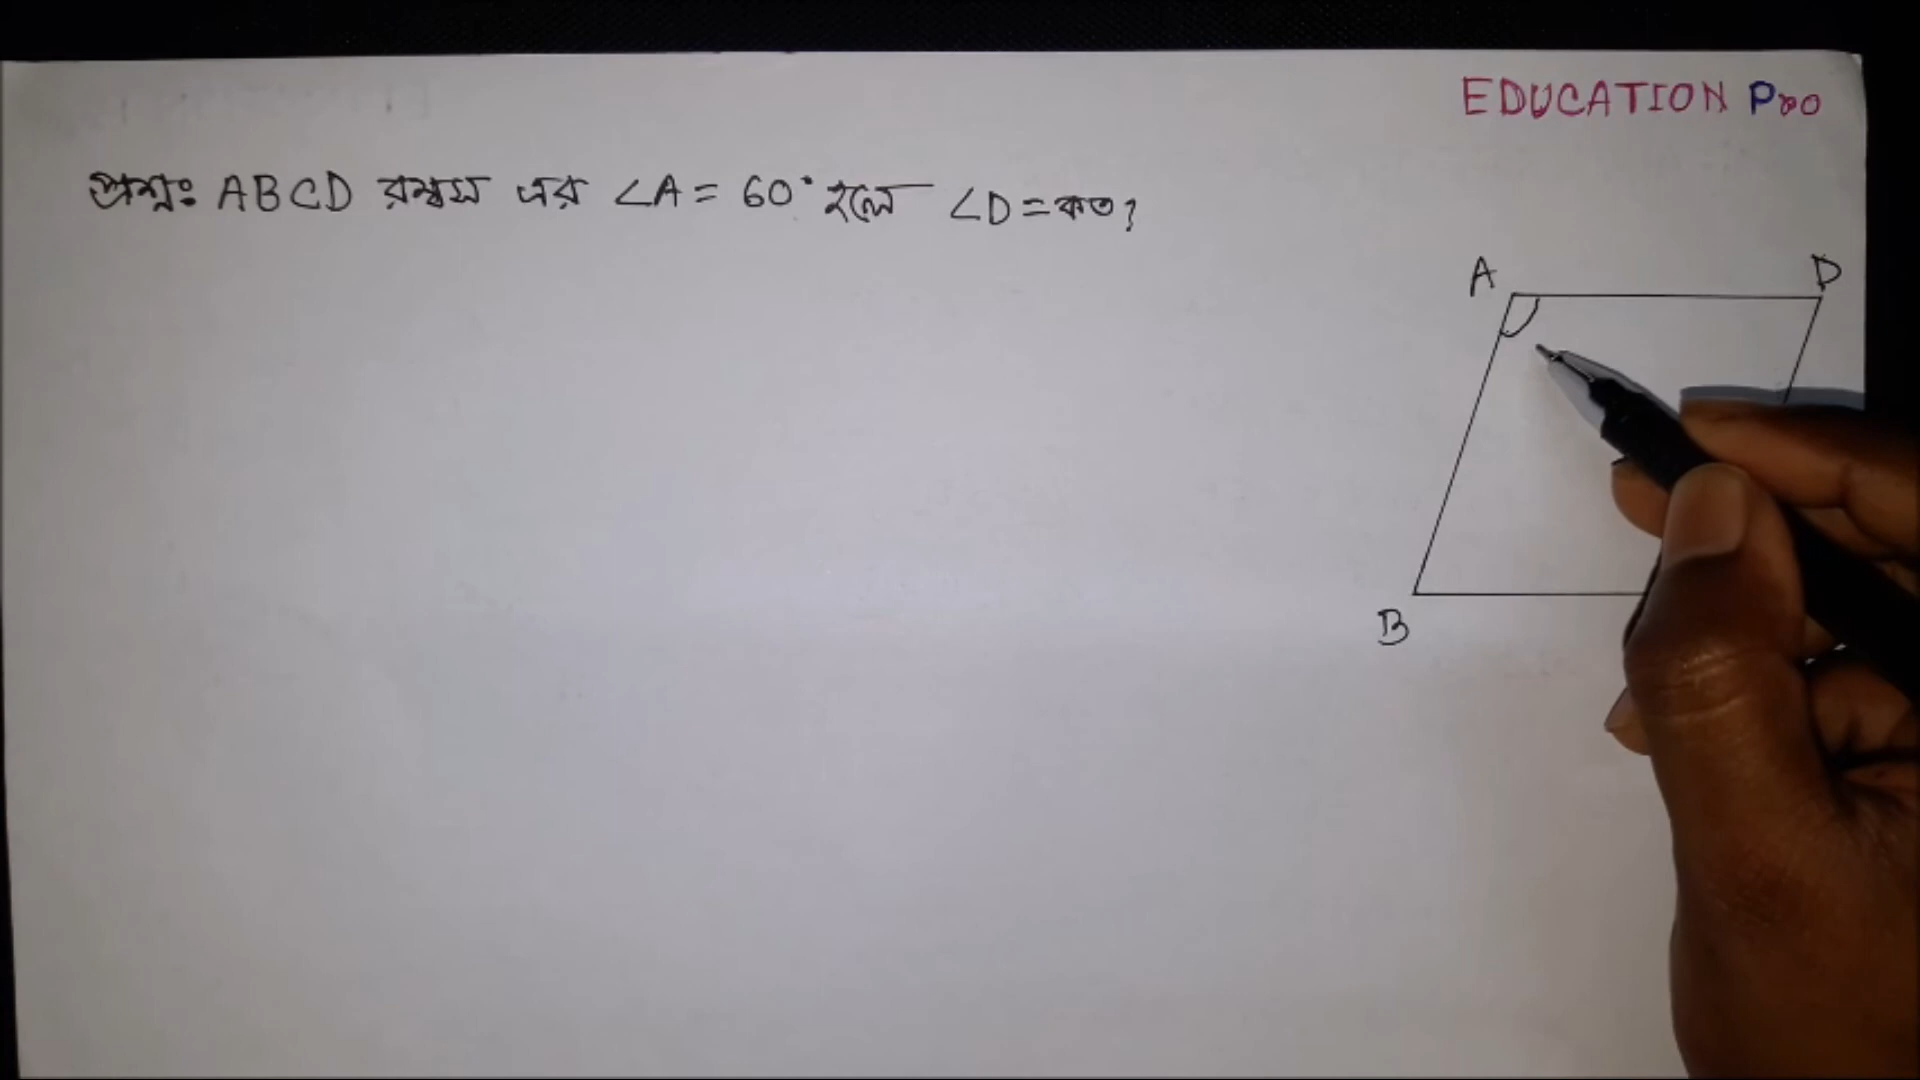 EDUCATION Pro
প্রশ্নঃ ABCD রম্বস এর ∠A = 60° হলে ∠D = কত?
A D
B